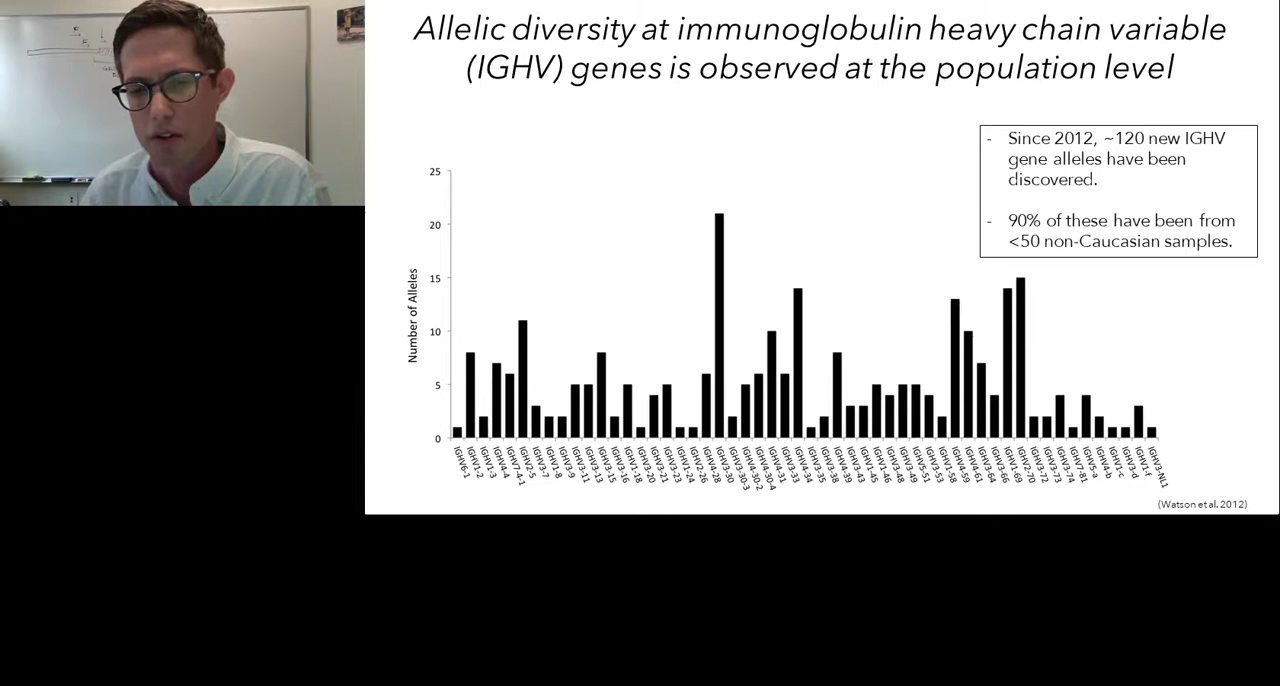 Allelic diversity at immunoglobulin heavy chain variable
(IGHV) genes is observed at the population level
- Since 2012, ~120 new IGHV
gene alleles have been
discovered.
- 90% of these have been from
<50 non-Caucasian samples.
Number of Alleles
25
20
15
10
5
0
IGHV6-1
IGHV1-2
IGHV1-3
IGHV4-4
IGHV7-4-1
IGHV2-5
IGHV3-7
IGHV1-8
IGHV3-9
IGHV3-11
IGHV3-13
IGHV3-15
IGHV3-16
IGHV1-18
IGHV3-20
IGHV3-21
IGHV3-23
IGHV1-24
IGHV2-26
IGHV4-28
IGHV3-30
IGHV3-30-3
IGHV4-30-2
IGHV4-30-4
IGHV4-31
IGHV3-33
IGHV4-34
IGHV3-35
IGHV3-38
IGHV4-39
IGHV3-43
IGHV1-45
IGHV1-46
IGHV3-48
IGHV3-49
IGHV5-51
IGHV3-53
IGHV1-58
IGHV4-59
IGHV4-61
IGHV3-64
IGHV3-66
IGHV1-69
IGHV2-70
IGHV3-72
IGHV3-73
IGHV3-74
IGHV7-81
IGHV5-a
IGHV4-b
IGHV1-c
IGHV3-d
IGHV1-f
IGHV3-NL1
(Watson et al. 2012)